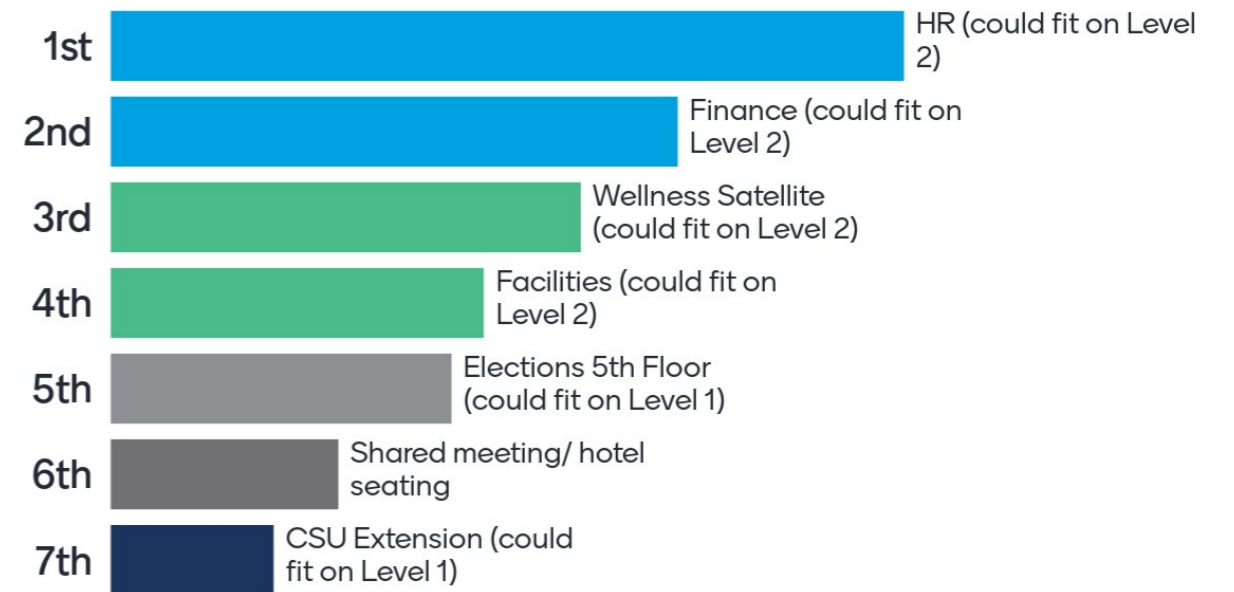 1st
HR (could fit on Level
2)
2nd
Finance (could fit on
Level 2)
3rd
Wellness Satellite
(could fit on Level 2)
4th
Facilities (could fit on
Level 2)
5th
Elections 5th Floor
(could fit on Level 1)
6th
Shared meeting/ hotel
seating
7th
CSU Extension (could
fit on Level 1)